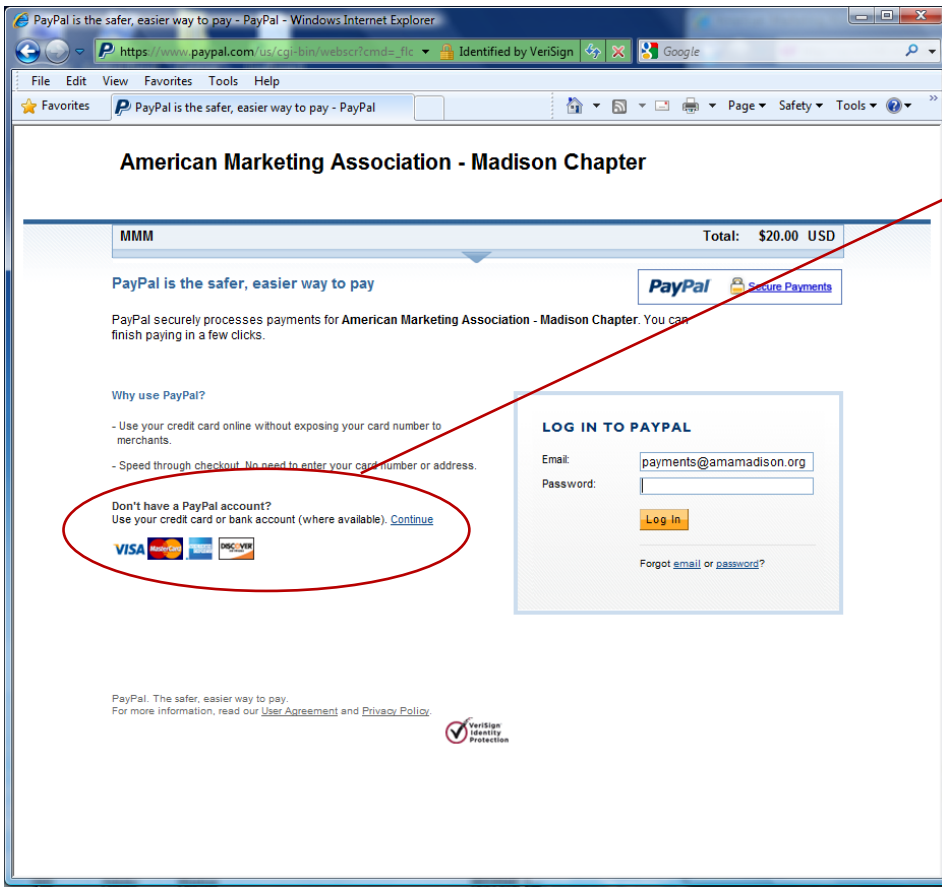 PayPal is the safer, easier way to pay - PayPal - Windows Internet Explorer
https://www.paypal.com/us/cgi-bin/webscr?cmd=_flc
Identified by VeriSign
Google
File Edit View Favorites Tools Help
Favorites
PayPal is the safer, easier way to pay - PayPal
Page Safety Tools
American Marketing Association - Madison Chapter
MMM
Total: $20.00 USD
PayPal is the safer, easier way to pay
PayPal Secure Payments
PayPal securely processes payments for American Marketing Association - Madison Chapter. You can
finish paying in a few clicks.
Why use PayPal?
- Use your credit card online without exposing your card number to
merchants.
- Speed through checkout. No need to enter your card number or address.
Don't have a PayPal account?
Use your credit card or bank account (where available). Continue
VISA MasterCard DISCOVER
LOG IN TO PAYPAL
Email: payments@amamadison.org
Password:
Log In
Forgot email or password?
PayPal. The safer, easier way to pay.
For more information, read our User Agreement and Privacy Policy.
VeriSign
Identity
Protection